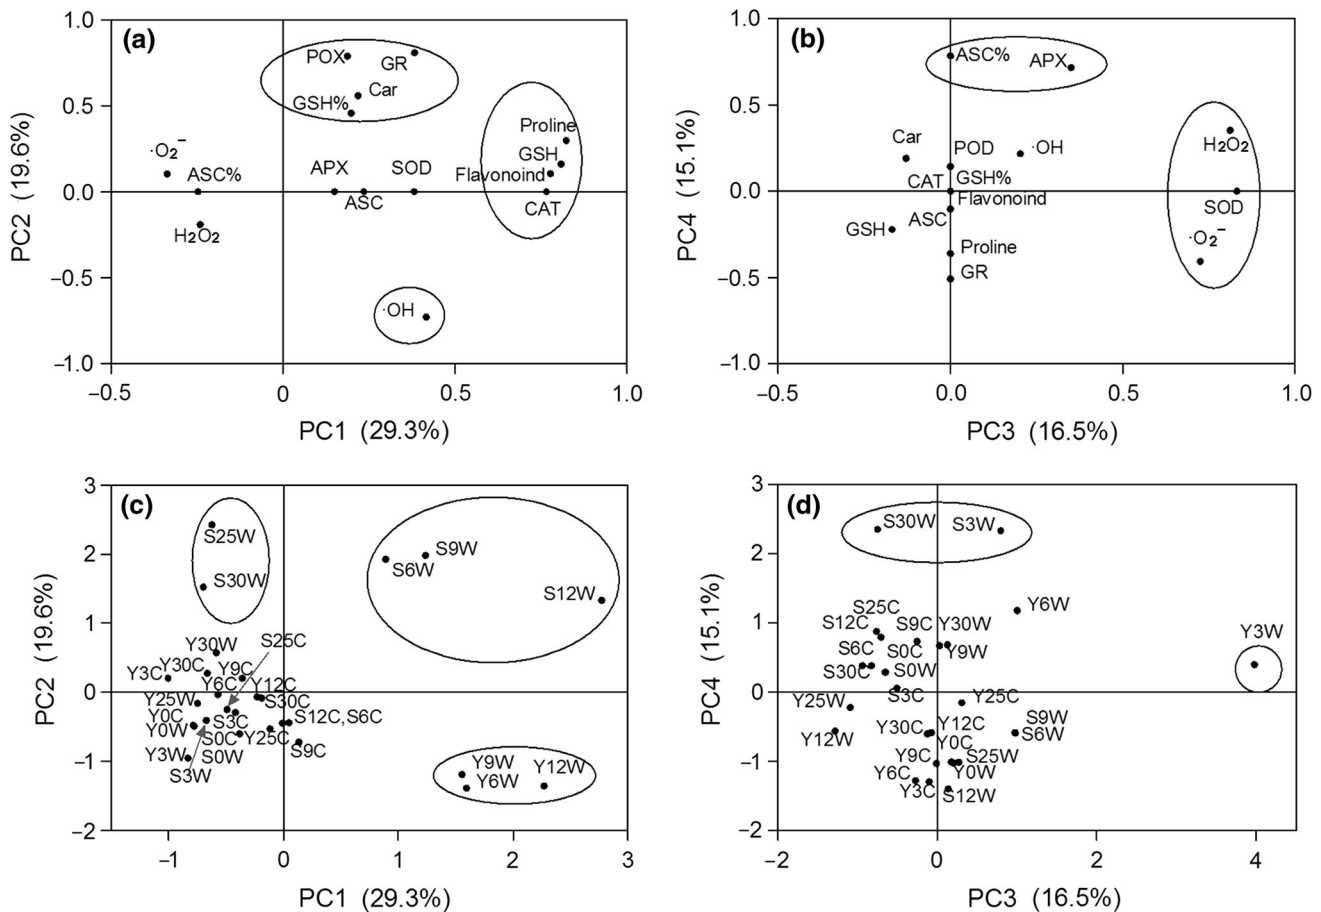 (a)
1.0
0.5
0.0
−0.5
−1.0
PC2 (19.6%)
POX
GR
Car
GSH%
Proline
GSH
Flavonoind
CAT
·O₂⁻
ASC%
H₂O₂
APX
SOD
ASC
·OH
−0.5
0
0.5
1.0
PC1 (29.3%)
(b)
1.0
0.5
0.0
−0.5
−1.0
PC4 (15.1%)
ASC%
APX
H₂O₂
SOD
·O₂⁻
Car
POD
·OH
GSH%
CAT
Flavonoind
ASC
GSH
Proline
GR
−0.5
0.0
0.5
1.0
PC3 (16.5%)
(c)
3
2
1
0
−1
−2
PC2 (19.6%)
S25W
S30W
S9W
S6W
S12W
Y30W
S25C
Y30C
Y9C
Y3C
Y6C
Y12C
Y25W
S30C
Y0C
S3C
S12C,S6C
Y0W
S0C
Y25C
S9C
Y3W
S0W
S3W
Y9W
Y12W
Y6W
−1
0
1
2
3
PC1 (29.3%)
(d)
3
2
1
0
−1
−2
PC4 (15.1%)
S30W
S3W
Y6W
Y3W
S25C
S12C
S9C
Y30W
S6C
S0C
Y9W
S30C
S0W
S3C
Y25W
Y25C
Y12W
Y30C
Y12C
S9W
S6W
Y0C
Y9C
S25W
Y6C
Y0W
Y3C
S12W
−2
0
2
4
PC3 (16.5%)